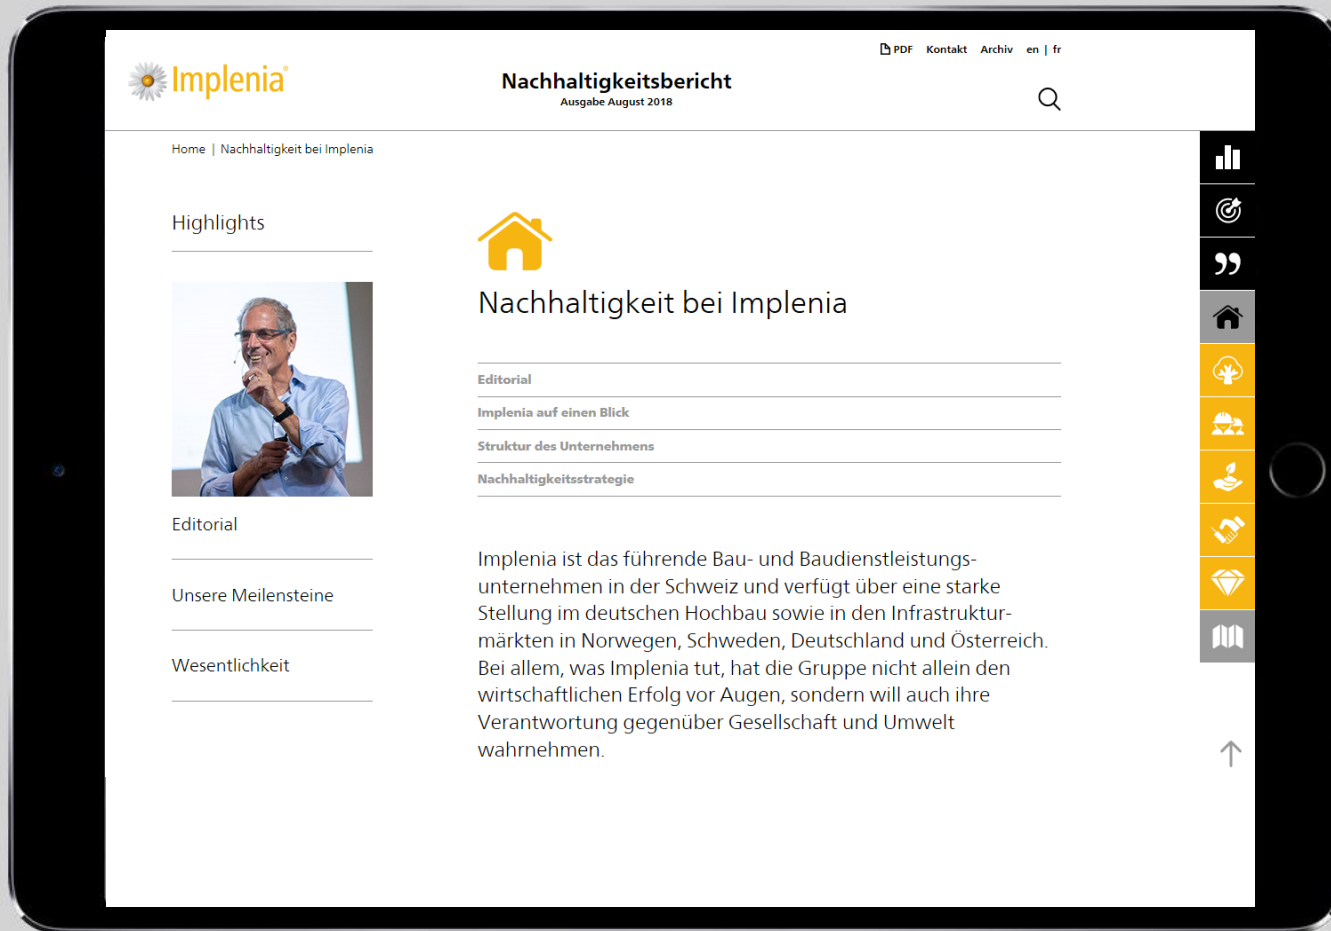 PDF Kontakt Archiv en | fr
Implenia®
Nachhaltigkeitsbericht
Ausgabe August 2018
Home | Nachhaltigkeit bei Implenia
Highlights
Editorial
Unsere Meilensteine
Wesentlichkeit
Nachhaltigkeit bei Implenia
Editorial
Implenia auf einen Blick
Struktur des Unternehmens
Nachhaltigkeitsstrategie
Implenia ist das führende Bau- und Baudienstleistungs-
unternehmen in der Schweiz und verfügt über eine starke
Stellung im deutschen Hochbau sowie in den Infrastruktur-
märkten in Norwegen, Schweden, Deutschland und Österreich.
Bei allem, was Implenia tut, hat die Gruppe nicht allein den
wirtschaftlichen Erfolg vor Augen, sondern will auch ihre
Verantwortung gegenüber Gesellschaft und Umwelt
wahrnehmen.